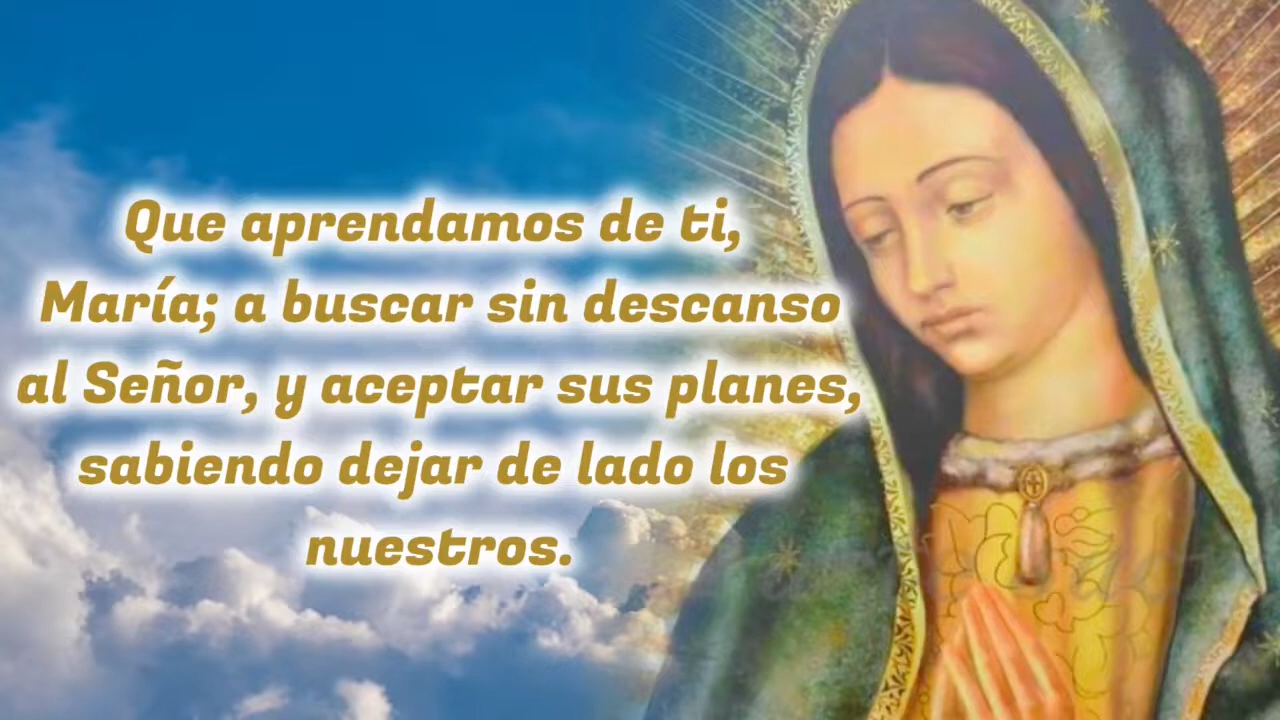 Que aprendamos de ti,
María; a buscar sin descanso
al Señor, y aceptar sus planes,
sabiendo dejar de lado los
nuestros.